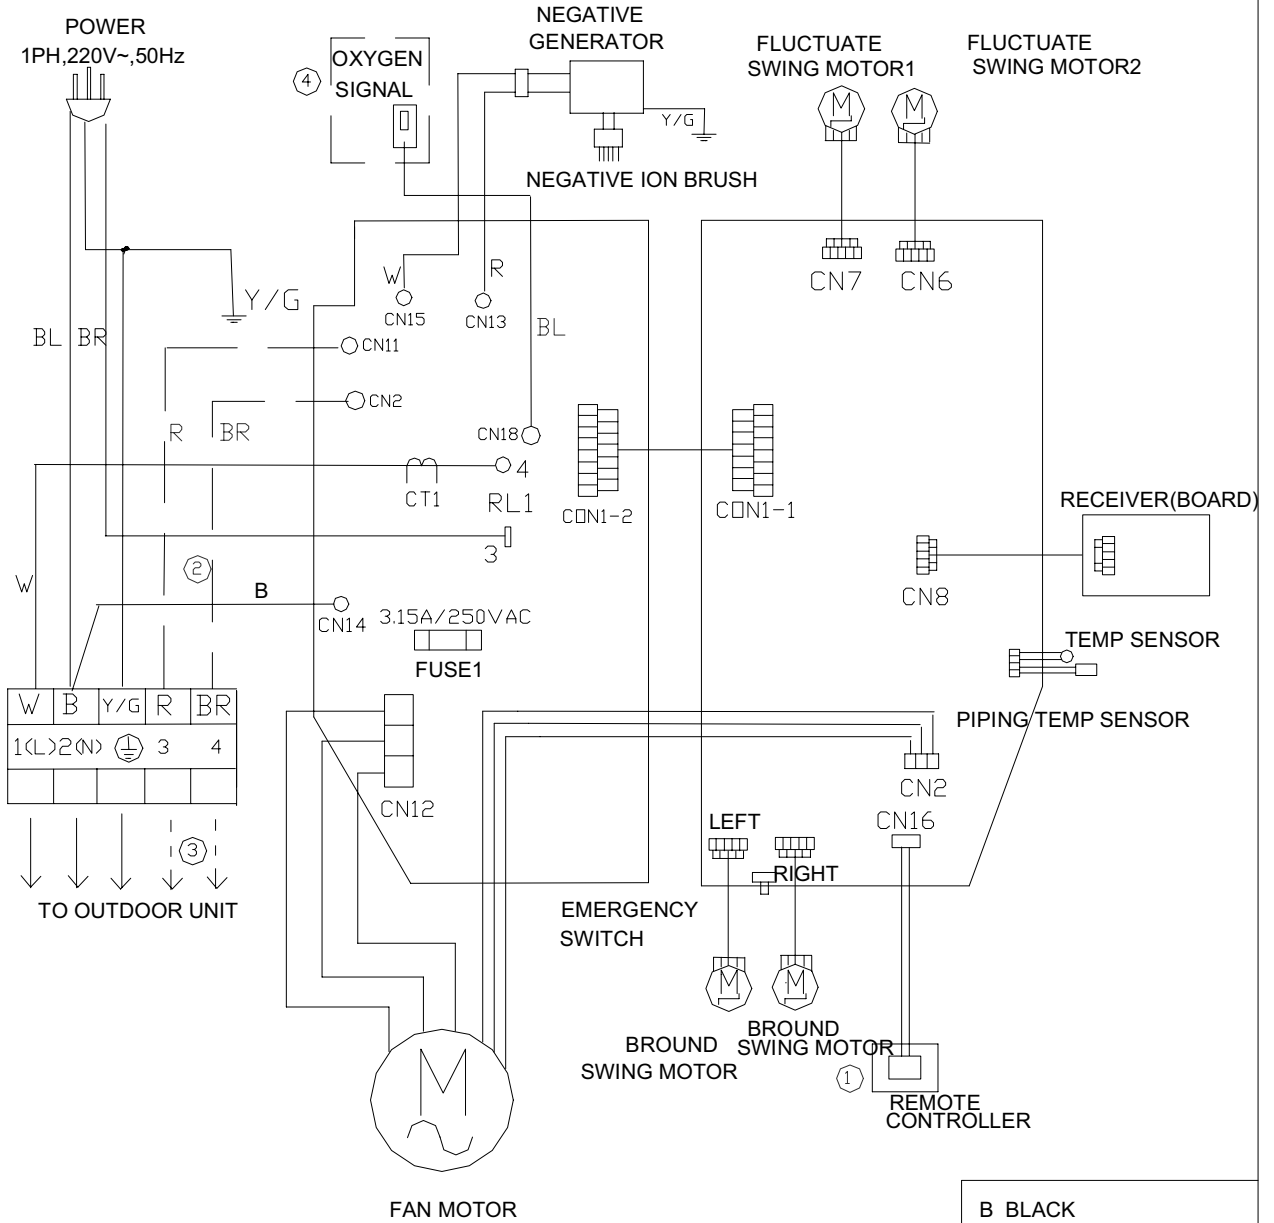 POWER
1PH,220V~,50Hz
OXYGEN
SIGNAL
4
NEGATIVE
GENERATOR
Y/G
NEGATIVE ION BRUSH
FLUCTUATE
SWING MOTOR1
FLUCTUATE
SWING MOTOR2
M
M
CN7
CN6
Y/G
W
R
CN15
CN13
BL
BL
BR
CN11
CN2
R
BR
CN18
4
CT1
RL1
3
CON1-2
CON1-1
RECEIVER(BOARD)
CN8
2
W
B
CN14
3.15A/250VAC
FUSE1
TEMP SENSOR
PIPING TEMP SENSOR
W B Y/G R BR
1(L) 2(N) 3 4
CN12
CN2
CN16
LEFT
RIGHT
3
TO OUTDOOR UNIT
EMERGENCY
SWITCH
M
M
BROUND
SWING MOTOR
BROUND
SWING MOTOR
1
REMOTE
CONTROLLER
M
FAN MOTOR
B BLACK